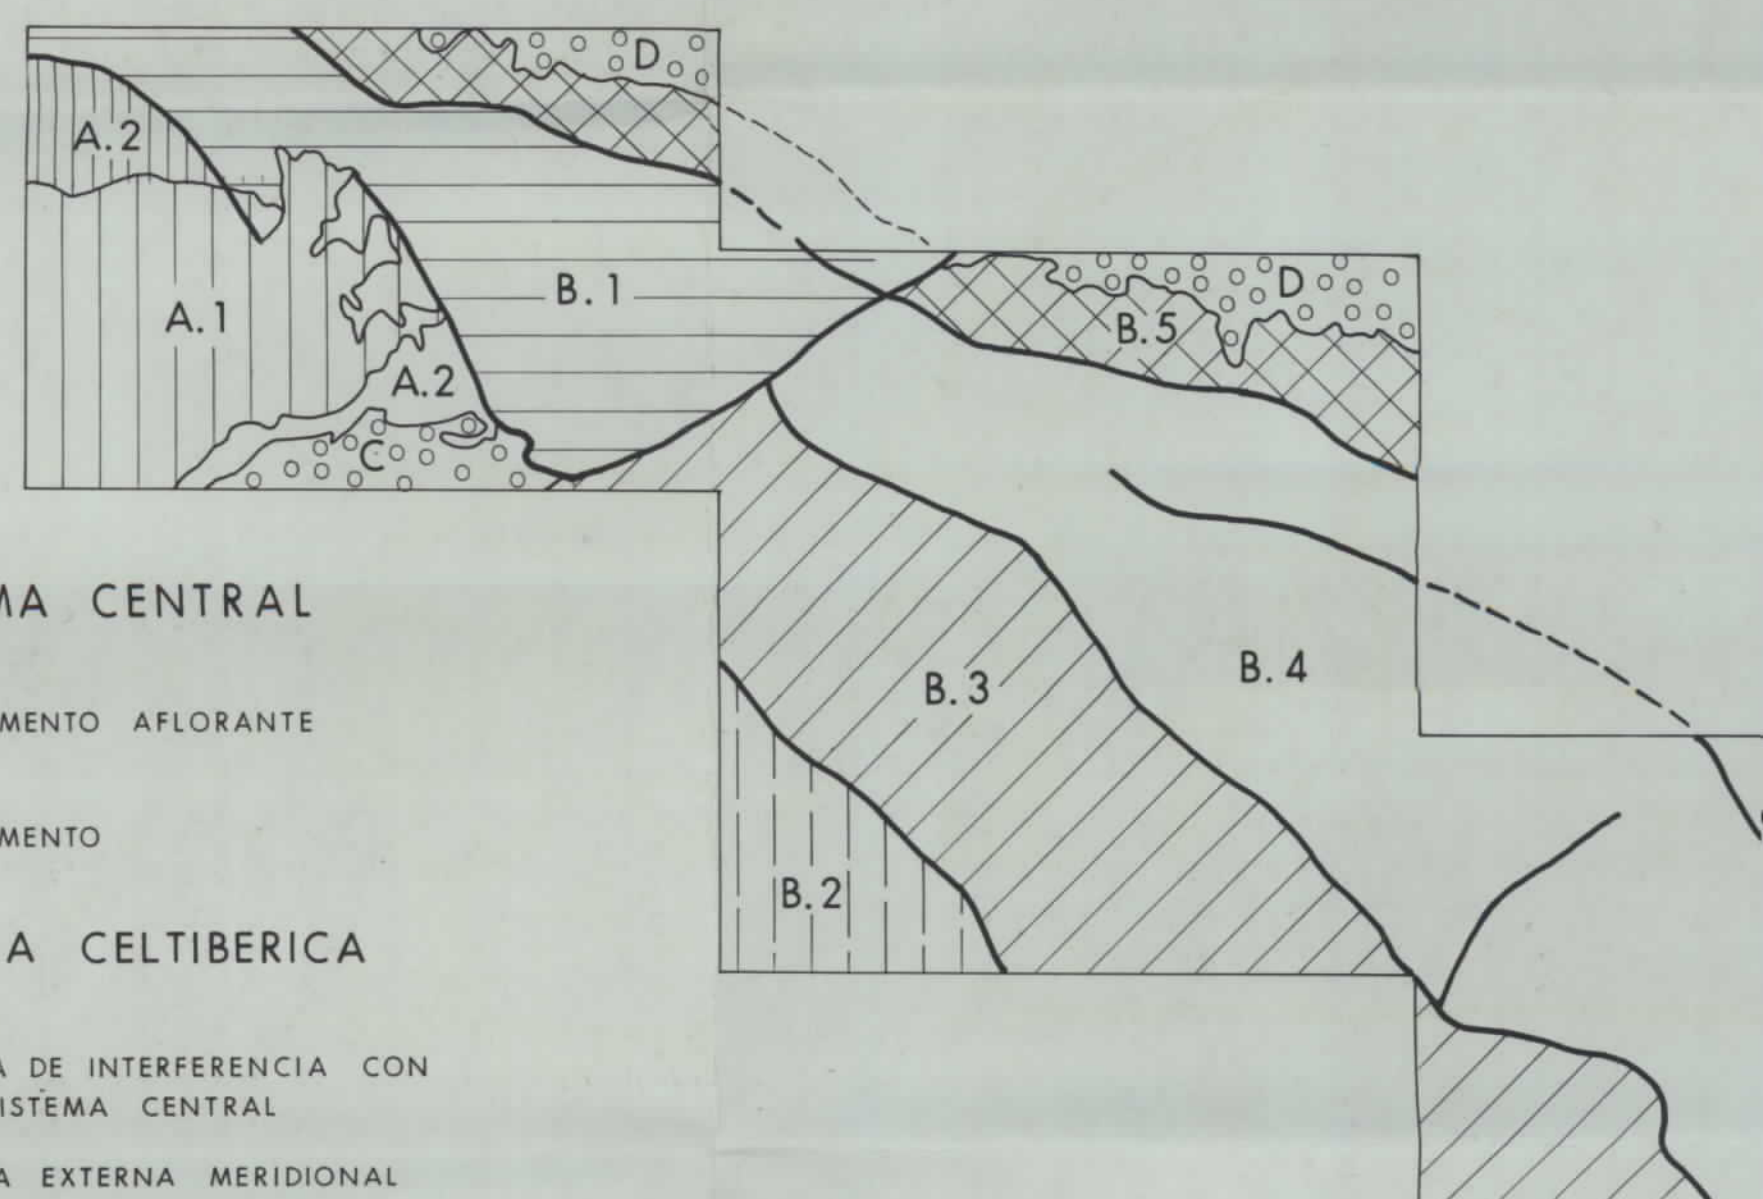 D
A.2
B.1
D
A.1
B.5
A.2
C
MA CENTRAL
B.4
B.3
MENTO AFLORANTE
MENTO
B.2
A CELTIBERICA
A DE INTERFERENCIA CON
ISTEMA CENTRAL
A EXTERNA MERIDIONAL